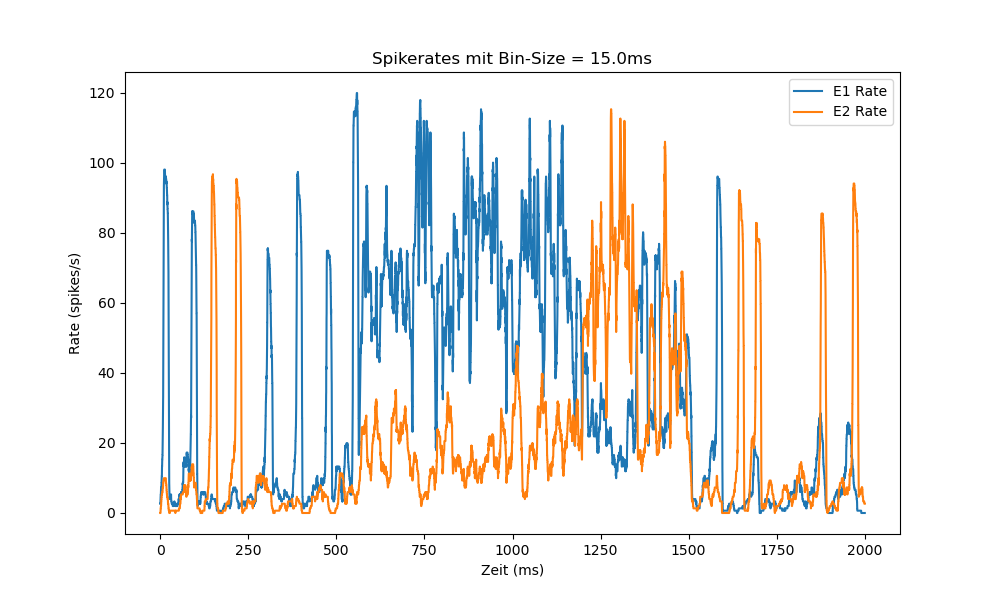 Spikerates mit Bin-Size = 15.0ms
E1 Rate
E2 Rate
120
100
80
60
40
20
0
Rate (spikes/s)
0 250 500 750 1000 1250 1500 1750 2000
Zeit (ms)